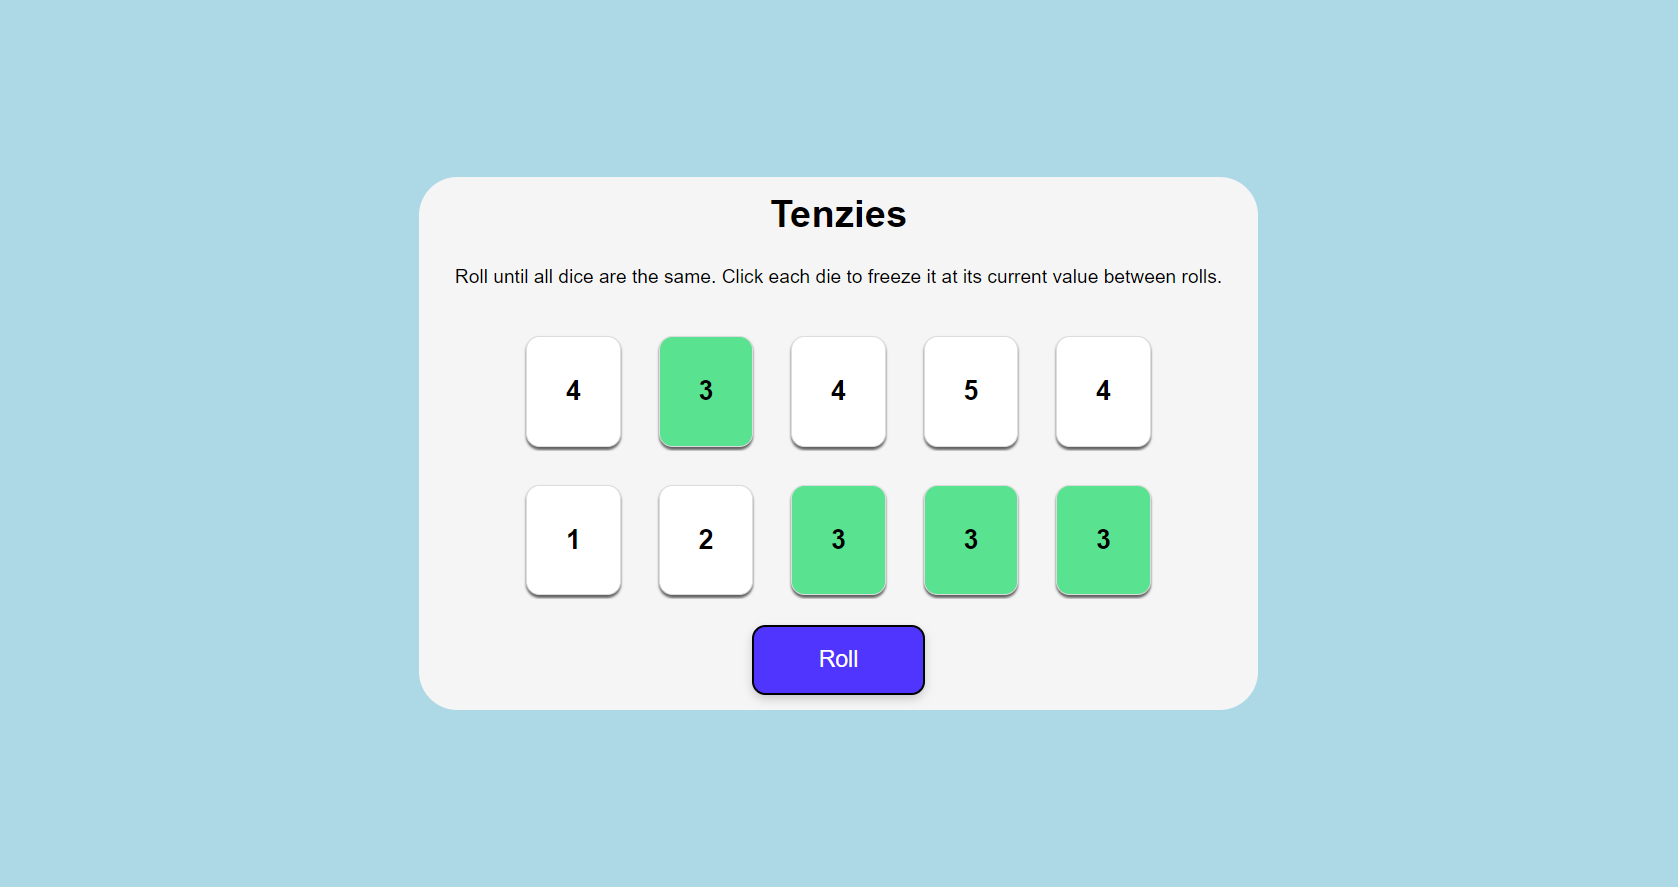 Tenzies
Roll until all dice are the same. Click each die to freeze it at its current value between rolls.
4 3 4 5 4
1 2 3 3 3
Roll